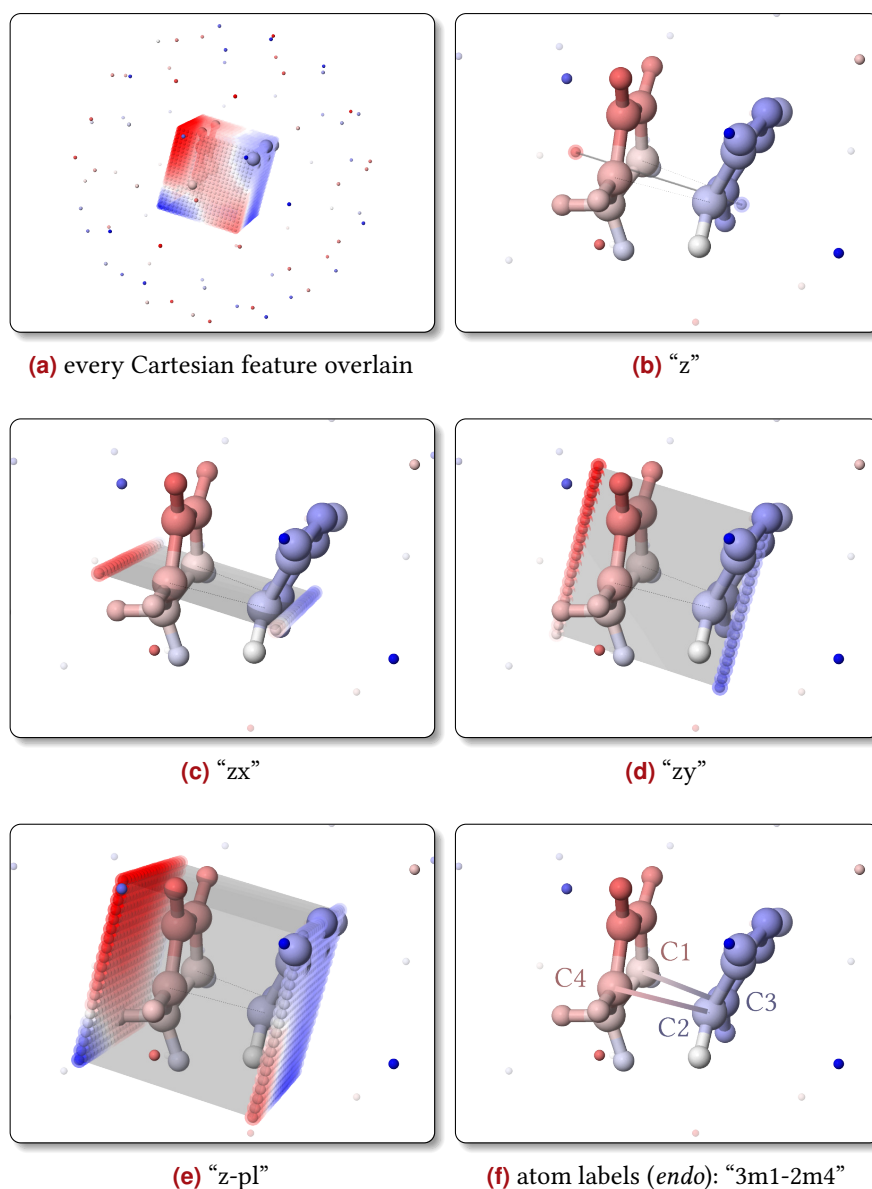 (a) every Cartesian feature overlain
(b) “z”
(c) “zx”
(d) “zy”
C1
C4
C3
C2
(e) “z-pl”
(f) atom labels (endo): “3m1-2m4”